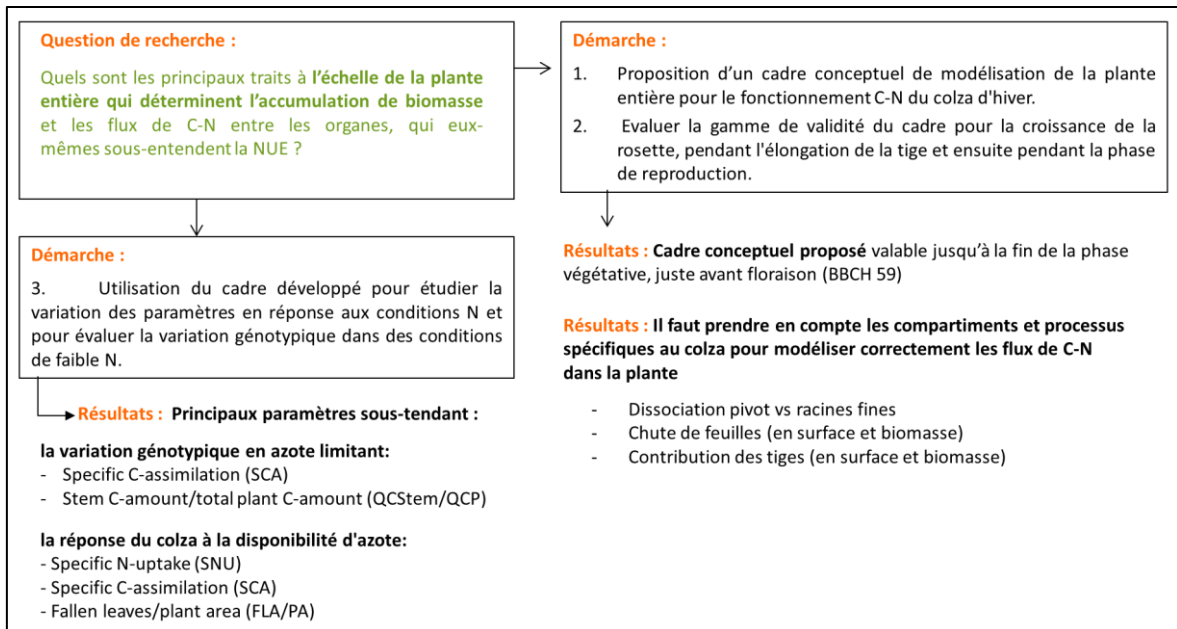 Question de recherche :
Quels sont les principaux traits à l'échelle de la plante
entière qui déterminent l'accumulation de biomasse
et les flux de C-N entre les organes, qui eux-
mêmes sous-entendent la NUE ?
Démarche :
1. Proposition d'un cadre conceptuel de modélisation de la plante
entière pour le fonctionnement C-N du colza d'hiver.
2. Evaluer la gamme de validité du cadre pour la croissance de la
rosette, pendant l'élongation de la tige et ensuite pendant la phase
de reproduction.
Résultats : Cadre conceptuel proposé valable jusqu'à la fin de la phase
végétative, juste avant floraison (BBCH 59)
Résultats : Il faut prendre en compte les compartiments et processus
spécifiques au colza pour modéliser correctement les flux de C-N
dans la plante
- Dissociation pivot vs racines fines
- Chute de feuilles (en surface et biomasse)
- Contribution des tiges (en surface et biomasse)
Démarche :
3. Utilisation du cadre développé pour étudier la
variation des paramètres en réponse aux conditions N et
pour évaluer la variation génotypique dans des conditions
de faible N.
Résultats : Principaux paramètres sous-tendant :
la variation génotypique en azote limitant:
- Specific C-assimilation (SCA)
- Stem C-amount/total plant C-amount (QCStem/QCP)
la réponse du colza à la disponibilité d'azote:
- Specific N-uptake (SNU)
- Specific C-assimilation (SCA)
- Fallen leaves/plant area (FLA/PA)